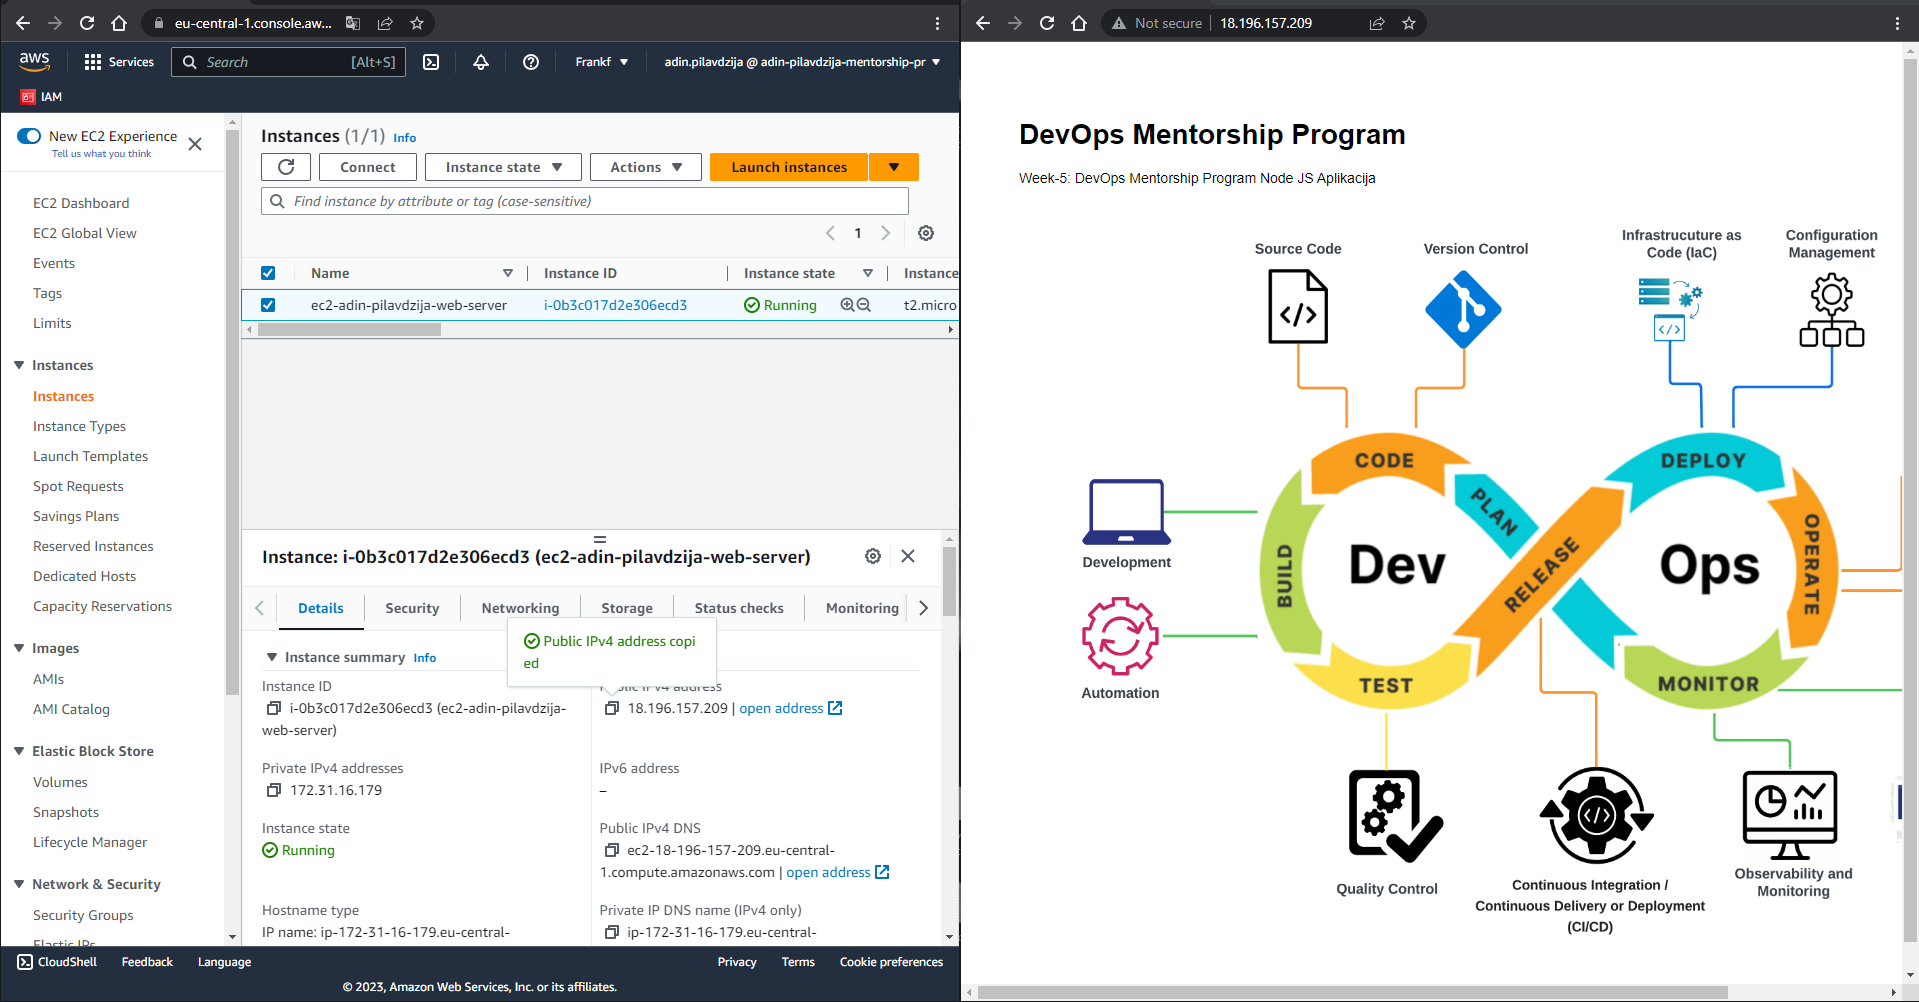 eu-central-1.console.aw...
aws
Services
Search
[Alt+S]
Frankf
adin.pilavdzija @ adin-pilavdzija-mentorship-pr
IAM
New EC2 Experience
Tell us what you think
EC2 Dashboard
EC2 Global View
Events
Tags
Limits
Instances
Instances
Instance Types
Launch Templates
Spot Requests
Savings Plans
Reserved Instances
Dedicated Hosts
Capacity Reservations
Images
AMIs
AMI Catalog
Elastic Block Store
Volumes
Snapshots
Lifecycle Manager
Network & Security
Security Groups
Elastic IPs
Instances (1/1) Info
Connect
Instance state
Actions
Launch instances
Find instance by attribute or tag (case-sensitive)
1
Name
Instance ID
Instance state
Instance
ec2-adin-pilavdzija-web-server
i-0b3c017d2e306ecd3
Running
t2.micro
Instance: i-0b3c017d2e306ecd3 (ec2-adin-pilavdzija-web-server)
Details
Security
Networking
Storage
Status checks
Monitoring
Public IPv4 address copi
ed
Instance summary Info
Instance ID
i-0b3c017d2e306ecd3 (ec2-adin-pilavdzija-
web-server)
Public IPv4 address
18.196.157.209 | open address
Private IPv4 addresses
172.31.16.179
IPv6 address
–
Instance state
Running
Public IPv4 DNS
ec2-18-196-157-209.eu-central-
1.compute.amazonaws.com | open address
Hostname type
IP name: ip-172-31-16-179.eu-central-
Private IP DNS name (IPv4 only)
ip-172-31-16-179.eu-central-
CloudShell
Feedback
Language
Privacy
Terms
Cookie preferences
© 2023, Amazon Web Services, Inc. or its affiliates.
Not secure
18.196.157.209
DevOps Mentorship Program
Week-5: DevOps Mentorship Program Node JS Aplikacija
Source Code
Version Control
Infrastrucuture as
Code (IaC)
Configuration
Management
CODE
PLAN
BUILD
Dev
TEST
RELEASE
DEPLOY
OPERATE
Ops
MONITOR
Development
Automation
Quality Control
Continuous Integration /
Continuous Delivery or Deployment
(CI/CD)
Observability and
Monitoring